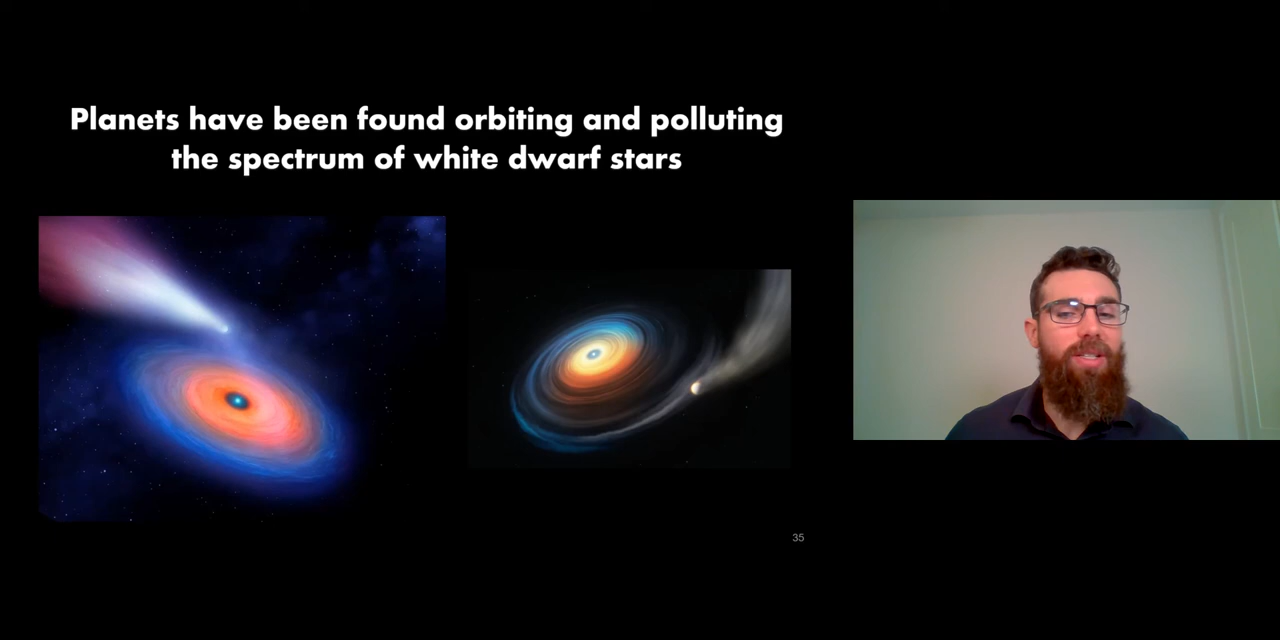 Planets have been found orbiting and polluting
the spectrum of white dwarf stars
35